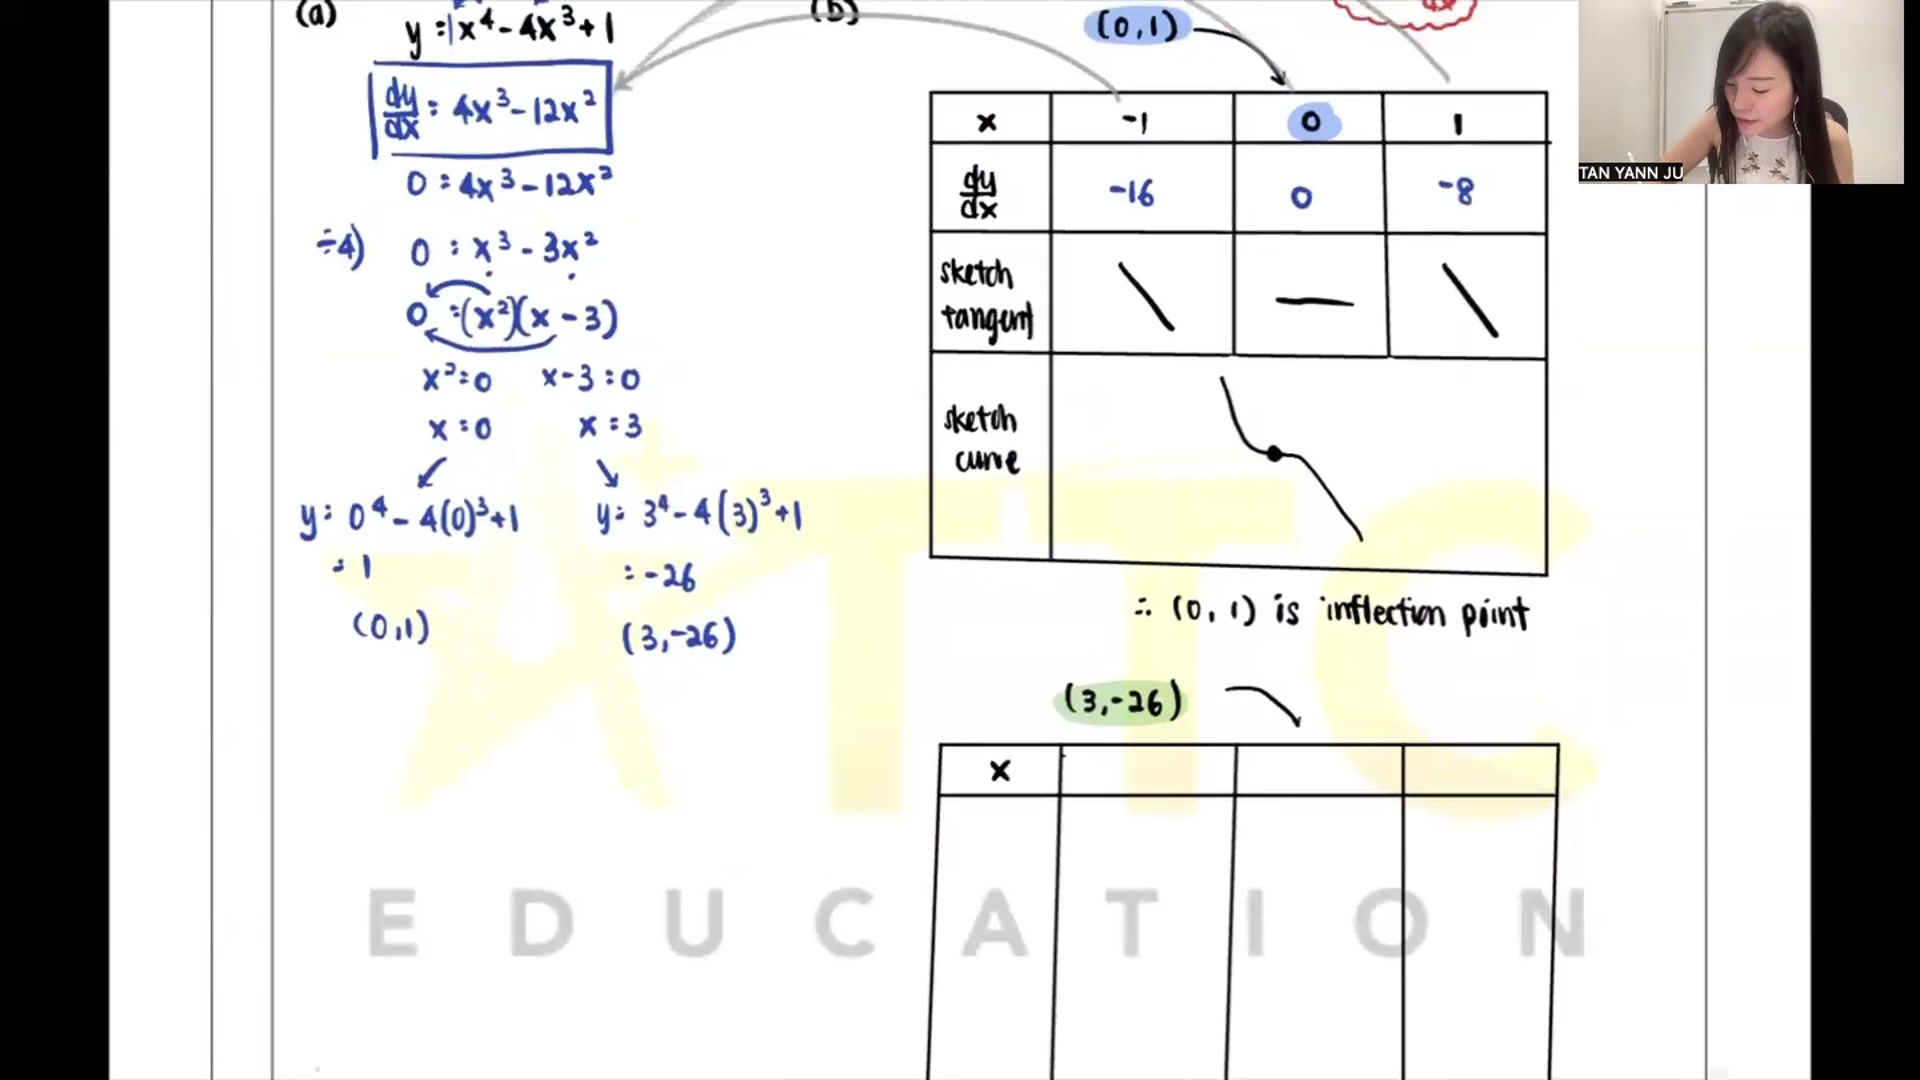 (a)
y = 1x⁴ - 4x³ + 1
dy/dx = 4x³ - 12x²
0 = 4x³ - 12x²
÷4) 0 = x³ - 3x²
0 = (x²)(x - 3)
x² = 0 x - 3 = 0
x = 0 x = 3
y = 0⁴ - 4(0)³ + 1
= 1
(0,1)
y = 3⁴ - 4(3)³ + 1
= -26
(3,-26)
(b)
(0,1)
x -1 0 1
dy/dx -16 0 -8
sketch
tangent
sketch
curve
∴ (0, 1) is inflection point
(3,-26)
x
TTC
EDUCATION
TAN YANN JU